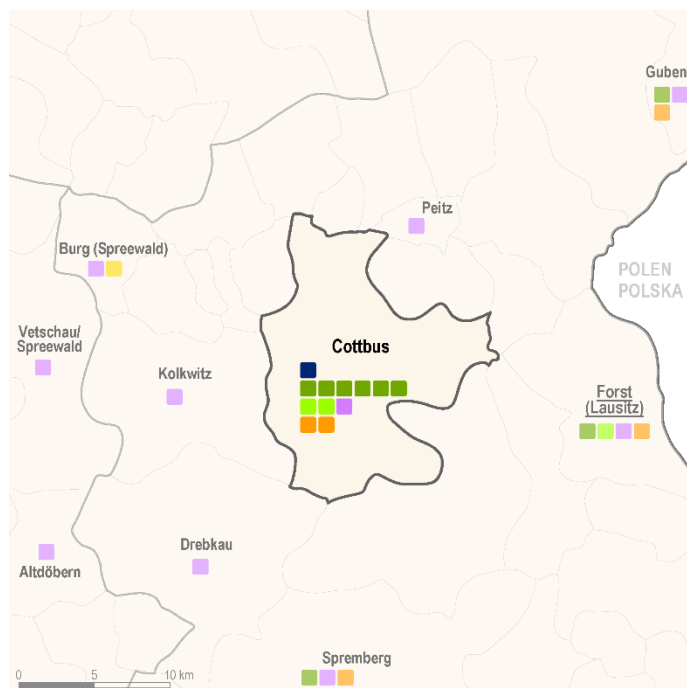 Guben
Peitz
Burg (Spreewald)
POLEN
POLSKA
Vetschau/
Spreewald
Cottbus
Kolkwitz
Forst
(Lausitz)
Drebkau
Altdöbern
Spremberg
0 5 10 km